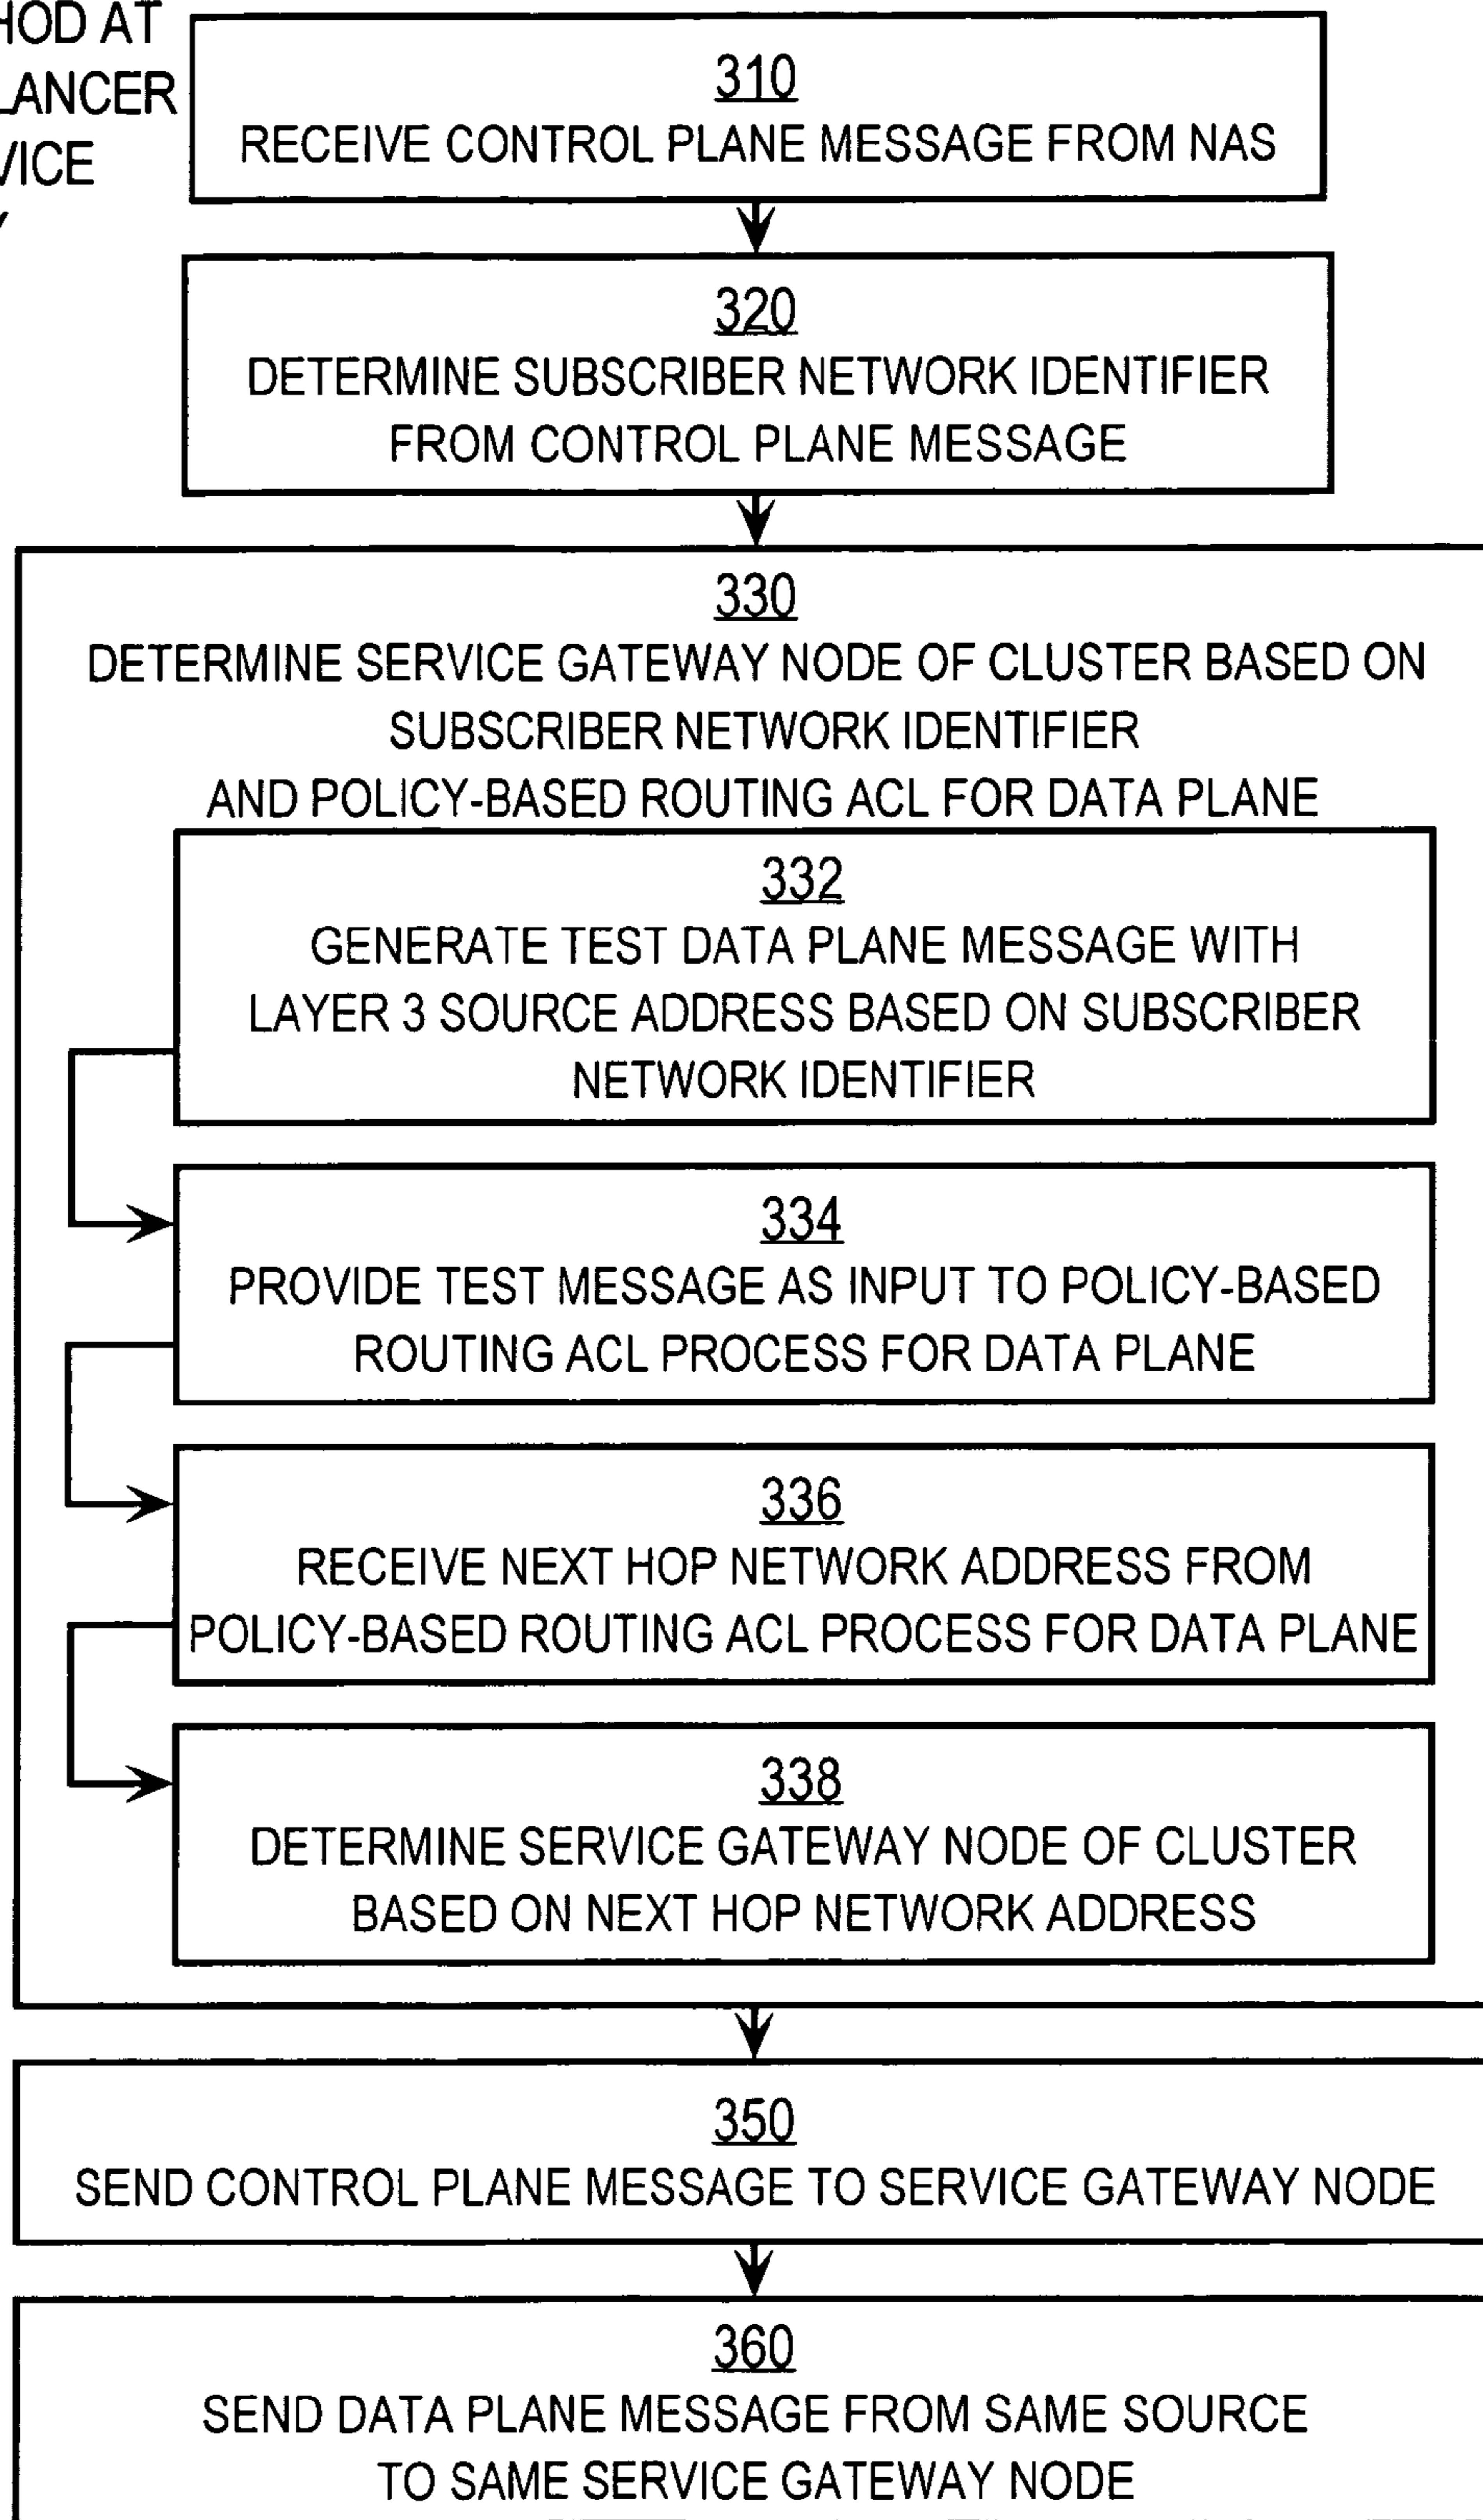 310
RECEIVE CONTROL PLANE MESSAGE FROM NAS
320
DETERMINE SUBSCRIBER NETWORK IDENTIFIER
FROM CONTROL PLANE MESSAGE
330
DETERMINE SERVICE GATEWAY NODE OF CLUSTER BASED ON
SUBSCRIBER NETWORK IDENTIFIER
AND POLICY-BASED ROUTING ACL FOR DATA PLANE
332
GENERATE TEST DATA PLANE MESSAGE WITH
LAYER 3 SOURCE ADDRESS BASED ON SUBSCRIBER
NETWORK IDENTIFIER
334
PROVIDE TEST MESSAGE AS INPUT TO POLICY-BASED
ROUTING ACL PROCESS FOR DATA PLANE
336
RECEIVE NEXT HOP NETWORK ADDRESS FROM
POLICY-BASED ROUTING ACL PROCESS FOR DATA PLANE
338
DETERMINE SERVICE GATEWAY NODE OF CLUSTER
BASED ON NEXT HOP NETWORK ADDRESS
350
SEND CONTROL PLANE MESSAGE TO SERVICE GATEWAY NODE
360
SEND DATA PLANE MESSAGE FROM SAME SOURCE
TO SAME SERVICE GATEWAY NODE
AT